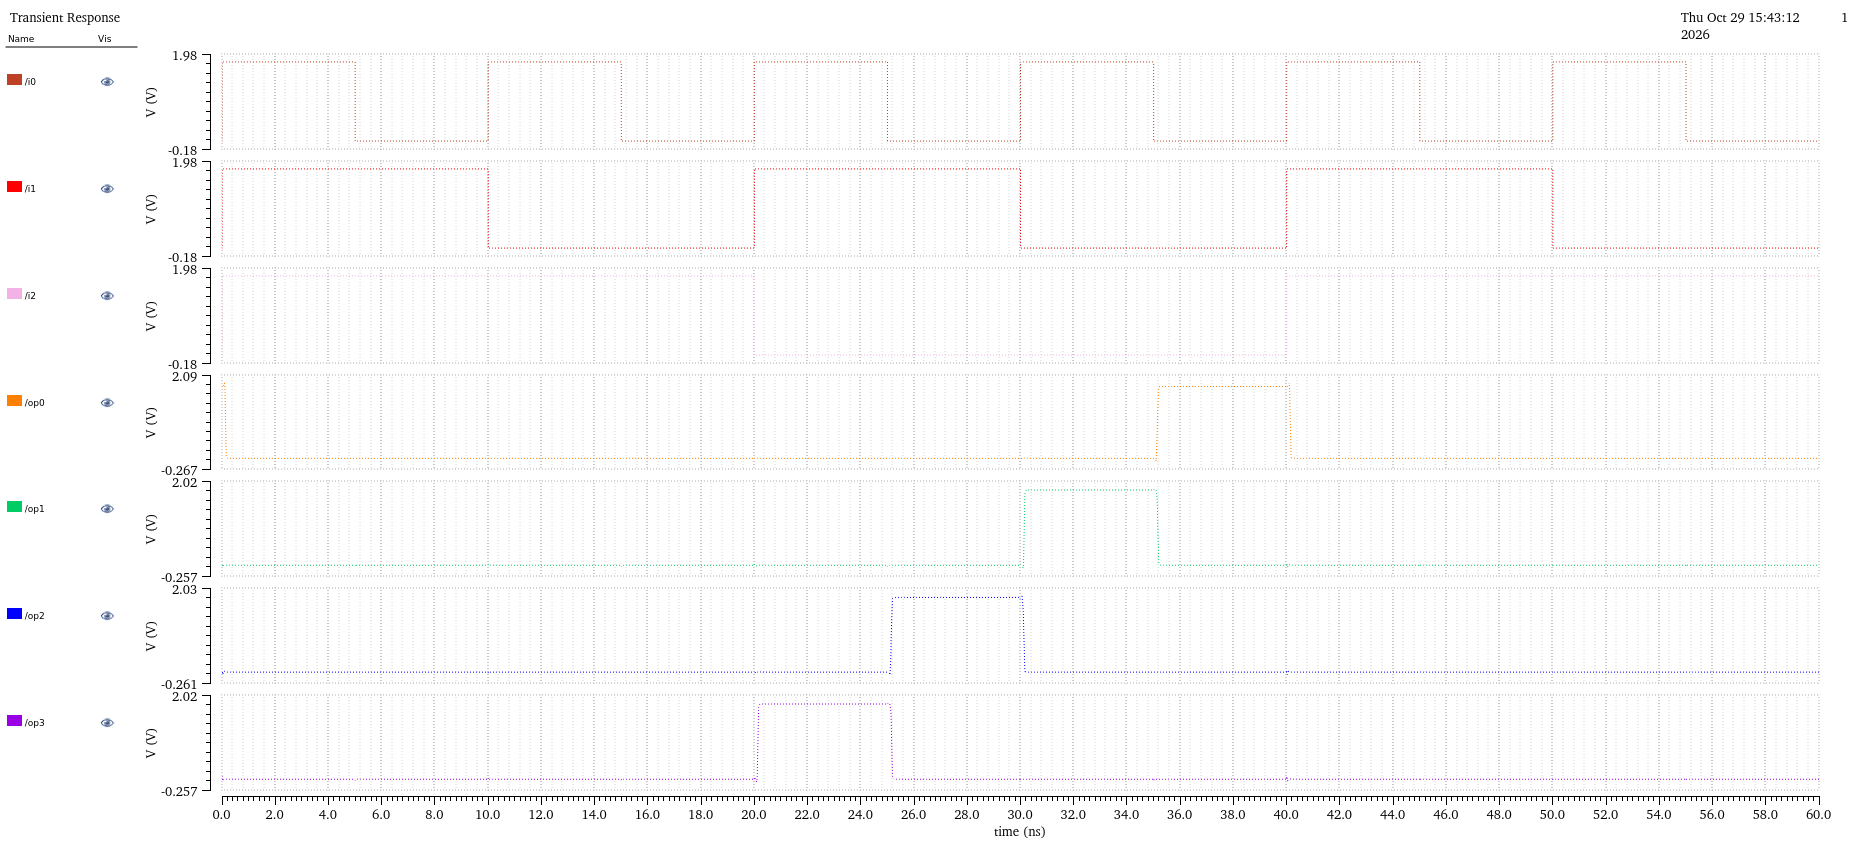 Transient Response
Thu Oct 29 15:43:12 1
2026
Name Vis
/i0
1.98
V (V)
-0.18
/i1
1.98
V (V)
-0.18
/i2
1.98
V (V)
-0.18
/op0
2.09
V (V)
-0.267
/op1
2.02
V (V)
-0.257
/op2
2.03
V (V)
-0.261
/op3
2.02
V (V)
-0.257
0.0 2.0 4.0 6.0 8.0 10.0 12.0 14.0 16.0 18.0 20.0 22.0 24.0 26.0 28.0 30.0 32.0 34.0 36.0 38.0 40.0 42.0 44.0 46.0 48.0 50.0 52.0 54.0 56.0 58.0 60.0
time (ns)